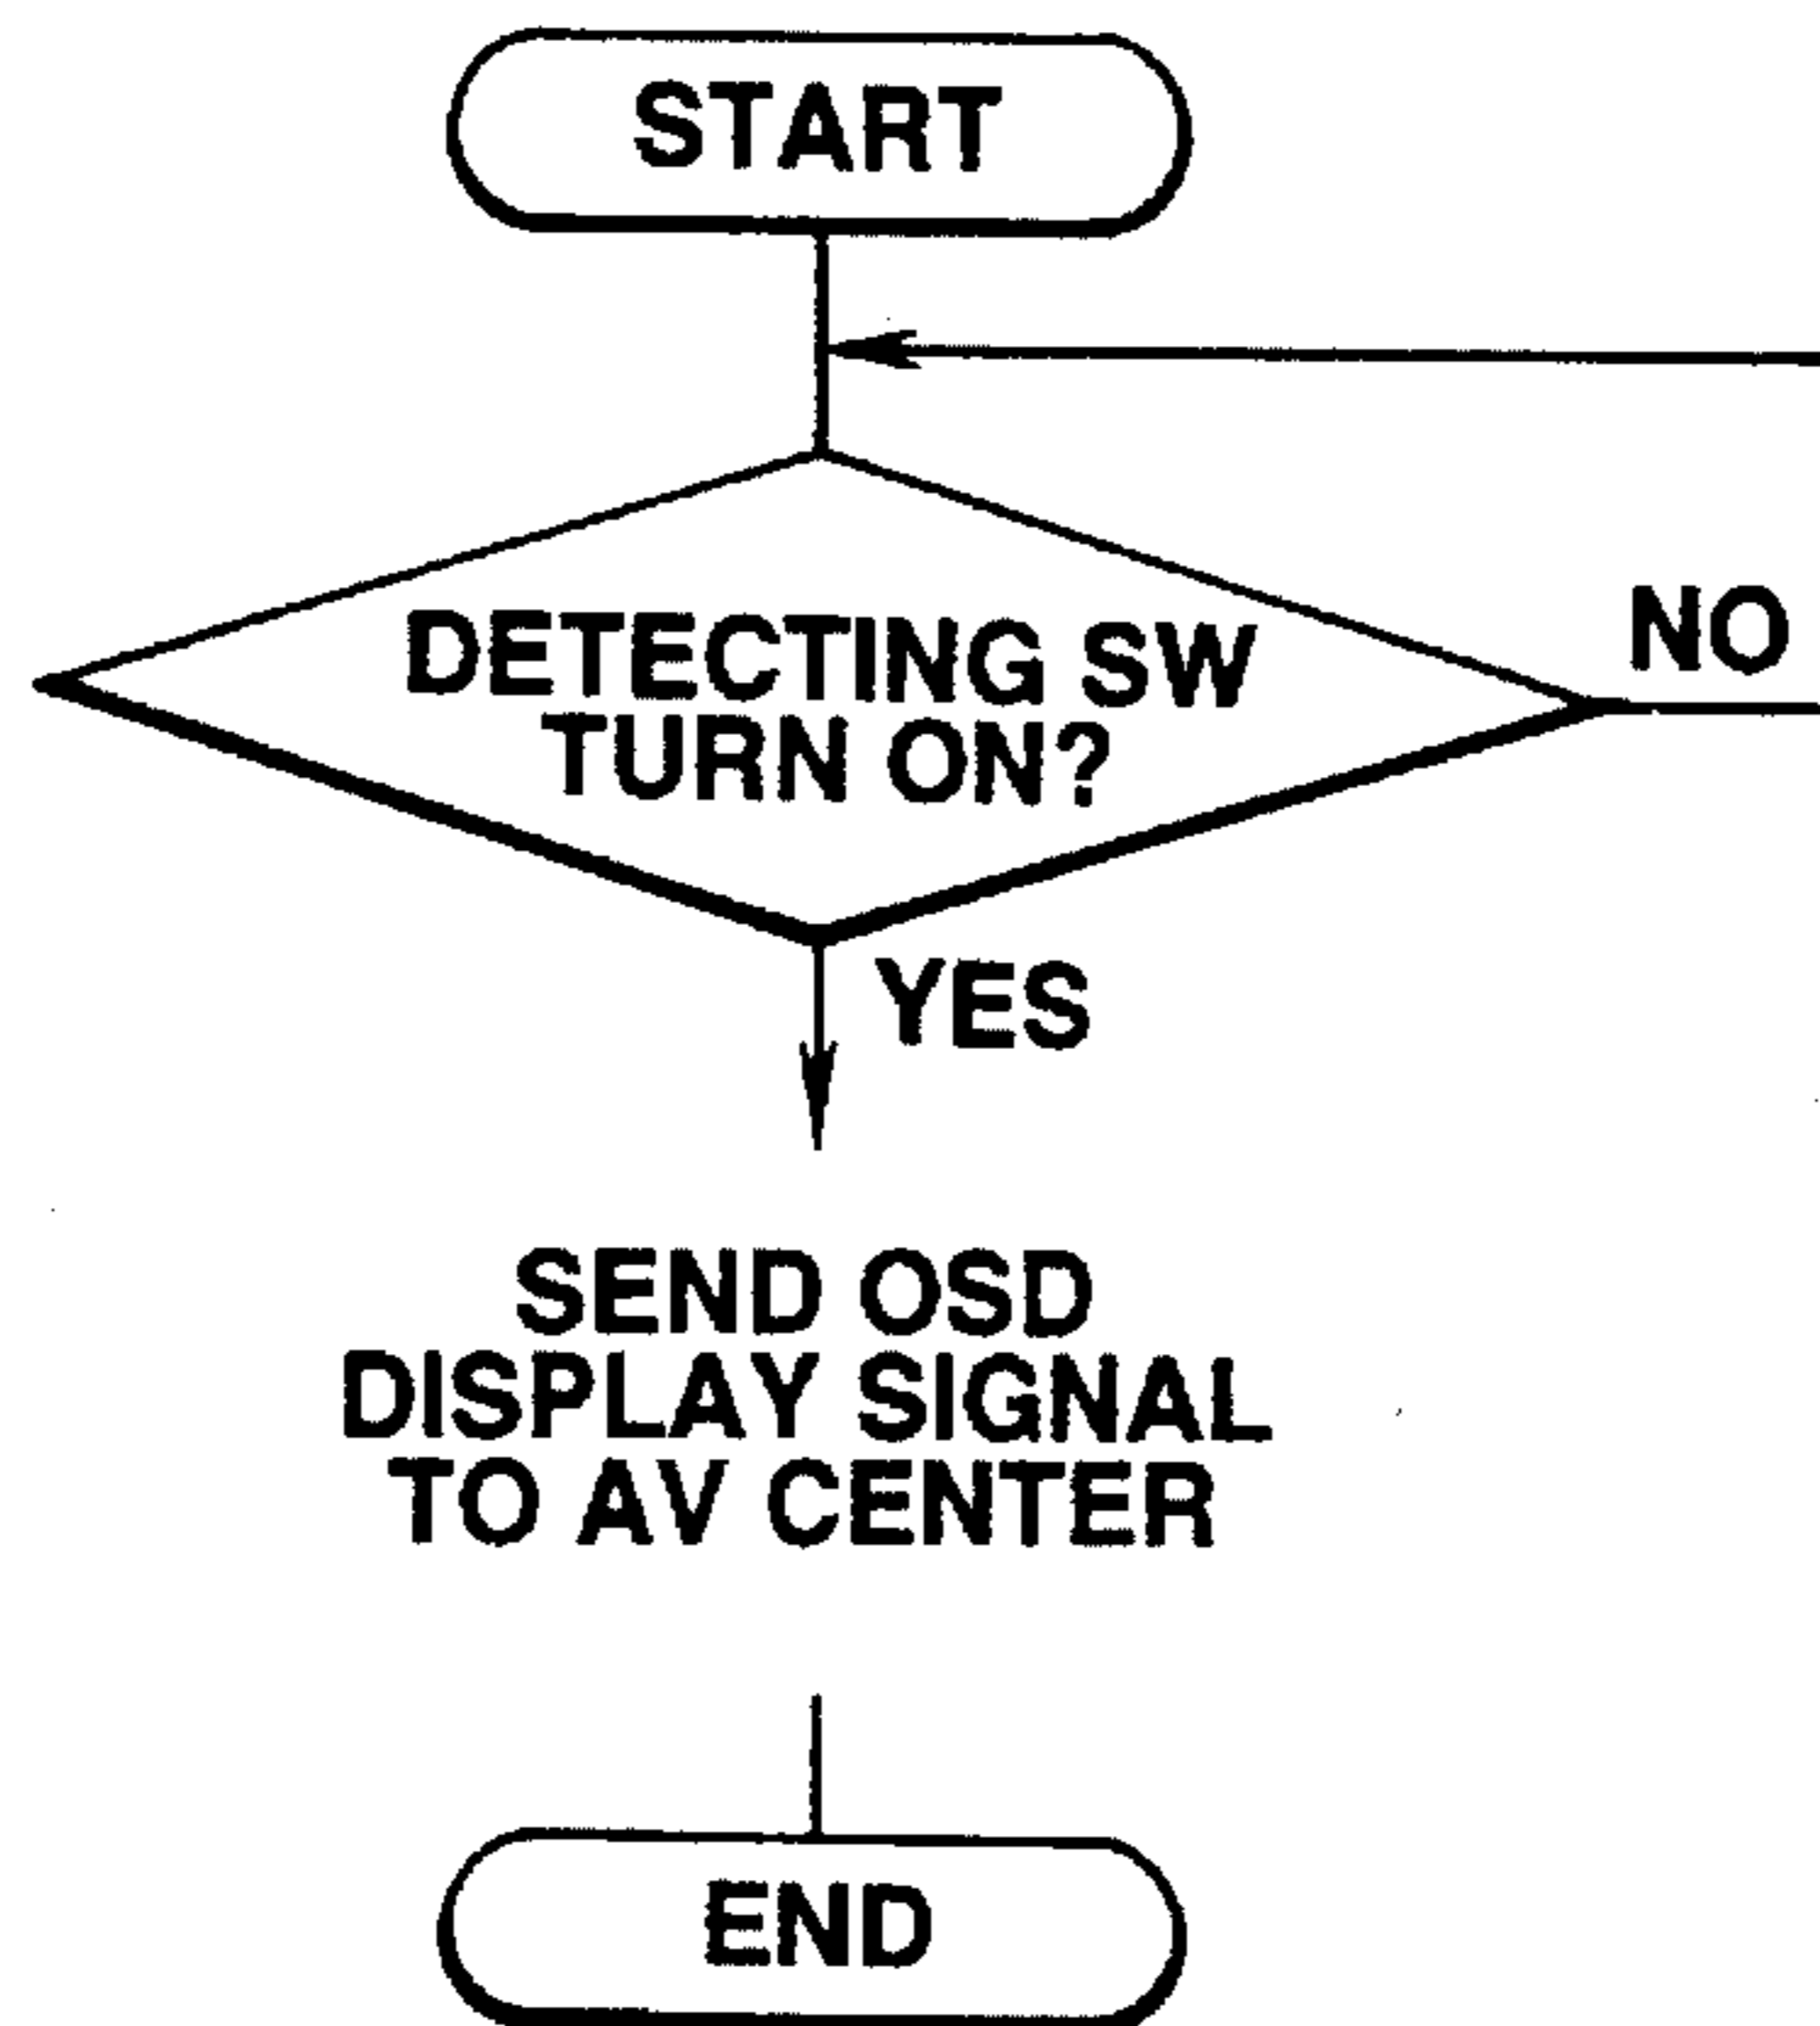 START
DETECTING SW
TURN ON?
NO
YES
SEND OSD
DISPLAY SIGNAL
TO AV CENTER
END